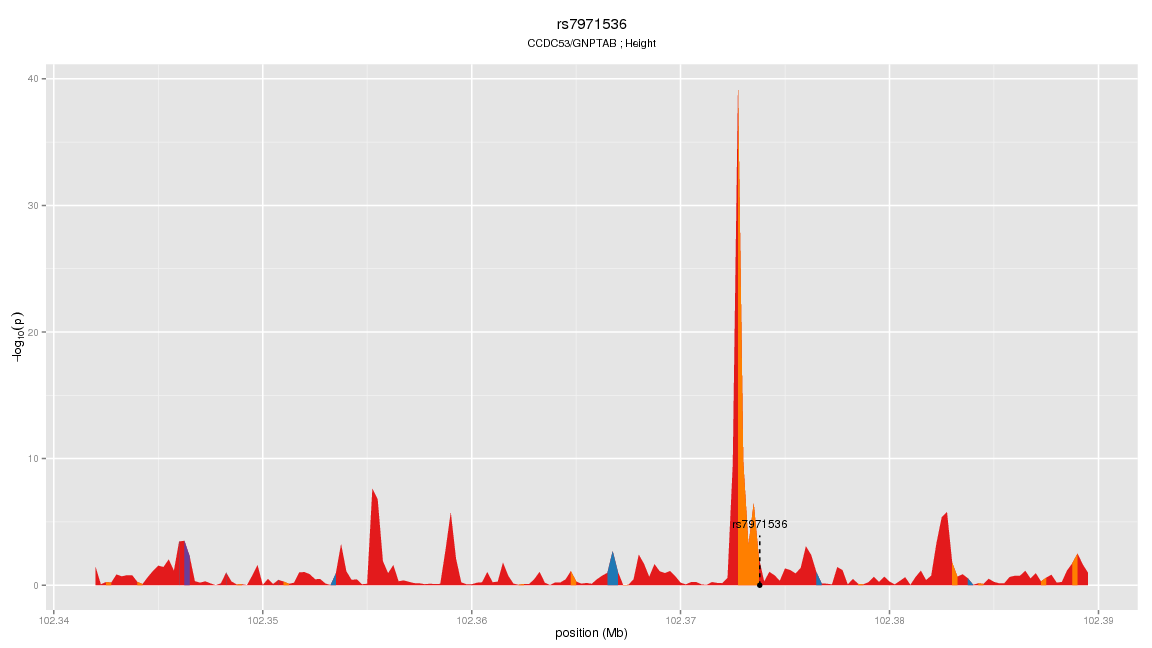 rs7971536
CCDC53/GNPTAB ; Height
40
30
20
10
0
−log10(p)
rs7971536
102.34 102.35 102.36 102.37 102.38 102.39
position (Mb)